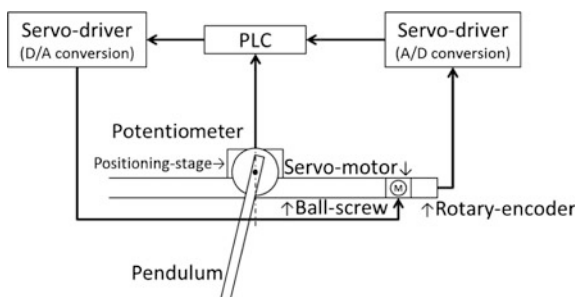 Servo-driver
(D/A conversion)
PLC
Servo-driver
(A/D conversion)
Potentiometer
Positioning-stage→
Servo-motor↓
M
↑Ball-screw
↑Rotary-encoder
Pendulum